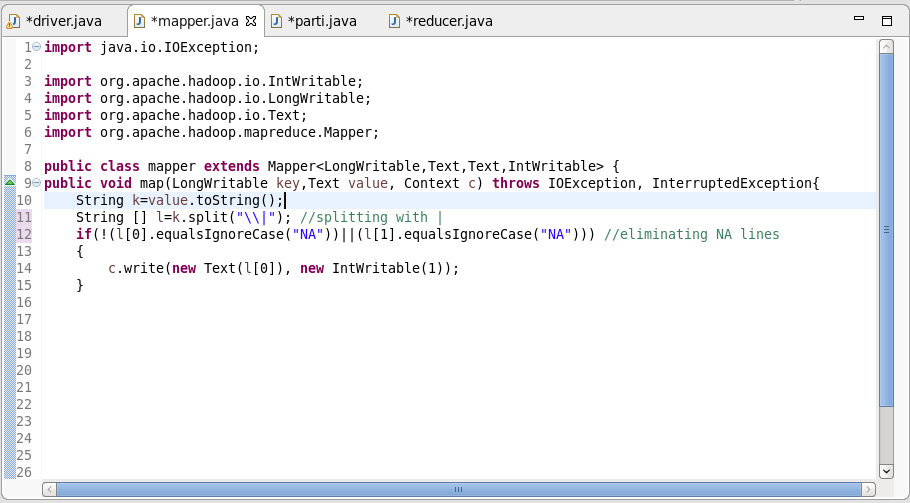 *driver.java *mapper.java *parti.java *reducer.java
1 import java.io.IOException;
2
3 import org.apache.hadoop.io.IntWritable;
4 import org.apache.hadoop.io.LongWritable;
5 import org.apache.hadoop.io.Text;
6 import org.apache.hadoop.mapreduce.Mapper;
7
8 public class mapper extends Mapper<LongWritable,Text,Text,IntWritable> {
9 public void map(LongWritable key,Text value, Context c) throws IOException, InterruptedException{
10     String k=value.toString();
11     String [] l=k.split("\\|"); //splitting with |
12     if(!(l[0].equalsIgnoreCase("NA"))||(l[1].equalsIgnoreCase("NA"))) //eliminating NA lines
13     {
14         c.write(new Text(l[0]), new IntWritable(1));
15     }
16
17
18
19
20
21
22
23
24
25
26